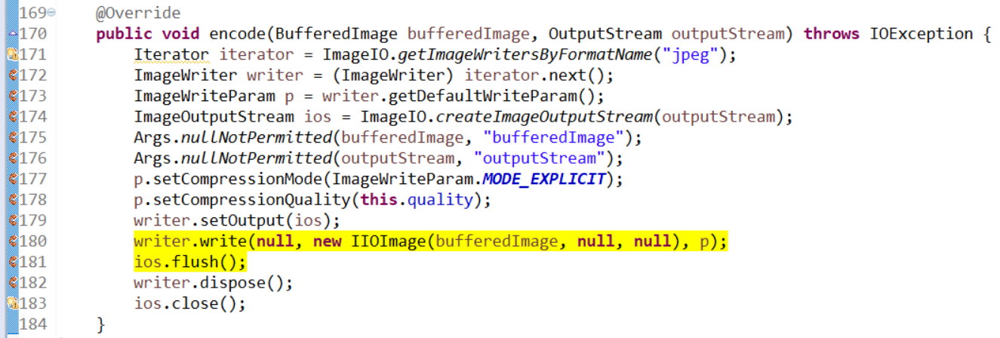 169 @Override
170 public void encode(BufferedImage bufferedImage, OutputStream outputStream) throws IOException {
171 Iterator iterator = ImageIO.getImageWritersByFormatName("jpeg");
172 ImageWriter writer = (ImageWriter) iterator.next();
173 ImageWriteParam p = writer.getDefaultWriteParam();
174 ImageOutputStream ios = ImageIO.createImageOutputStream(outputStream);
175 Args.nullNotPermitted(bufferedImage, "bufferedImage");
176 Args.nullNotPermitted(outputStream, "outputStream");
177 p.setCompressionMode(ImageWriteParam.MODE_EXPLICIT);
178 p.setCompressionQuality(this.quality);
179 writer.setOutput(ios);
180 writer.write(null, new IIOImage(bufferedImage, null, null), p);
181 ios.flush();
182 writer.dispose();
183 ios.close();
184 }